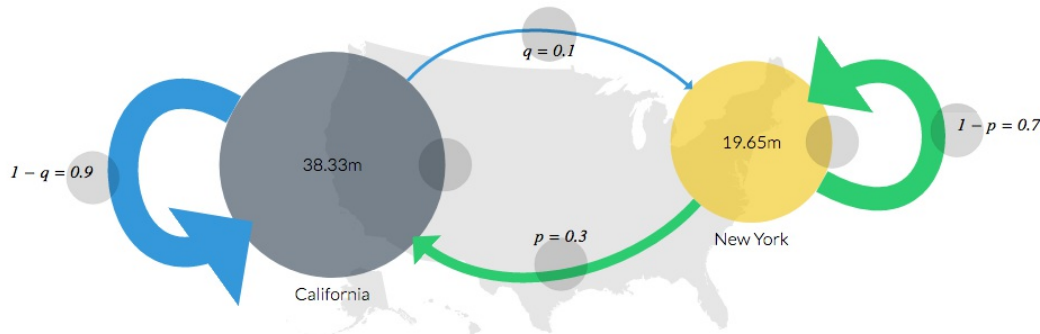 q = 0.1
1 − p = 0.7
19.65m
38.33m
1 − q = 0.9
p = 0.3
New York
California